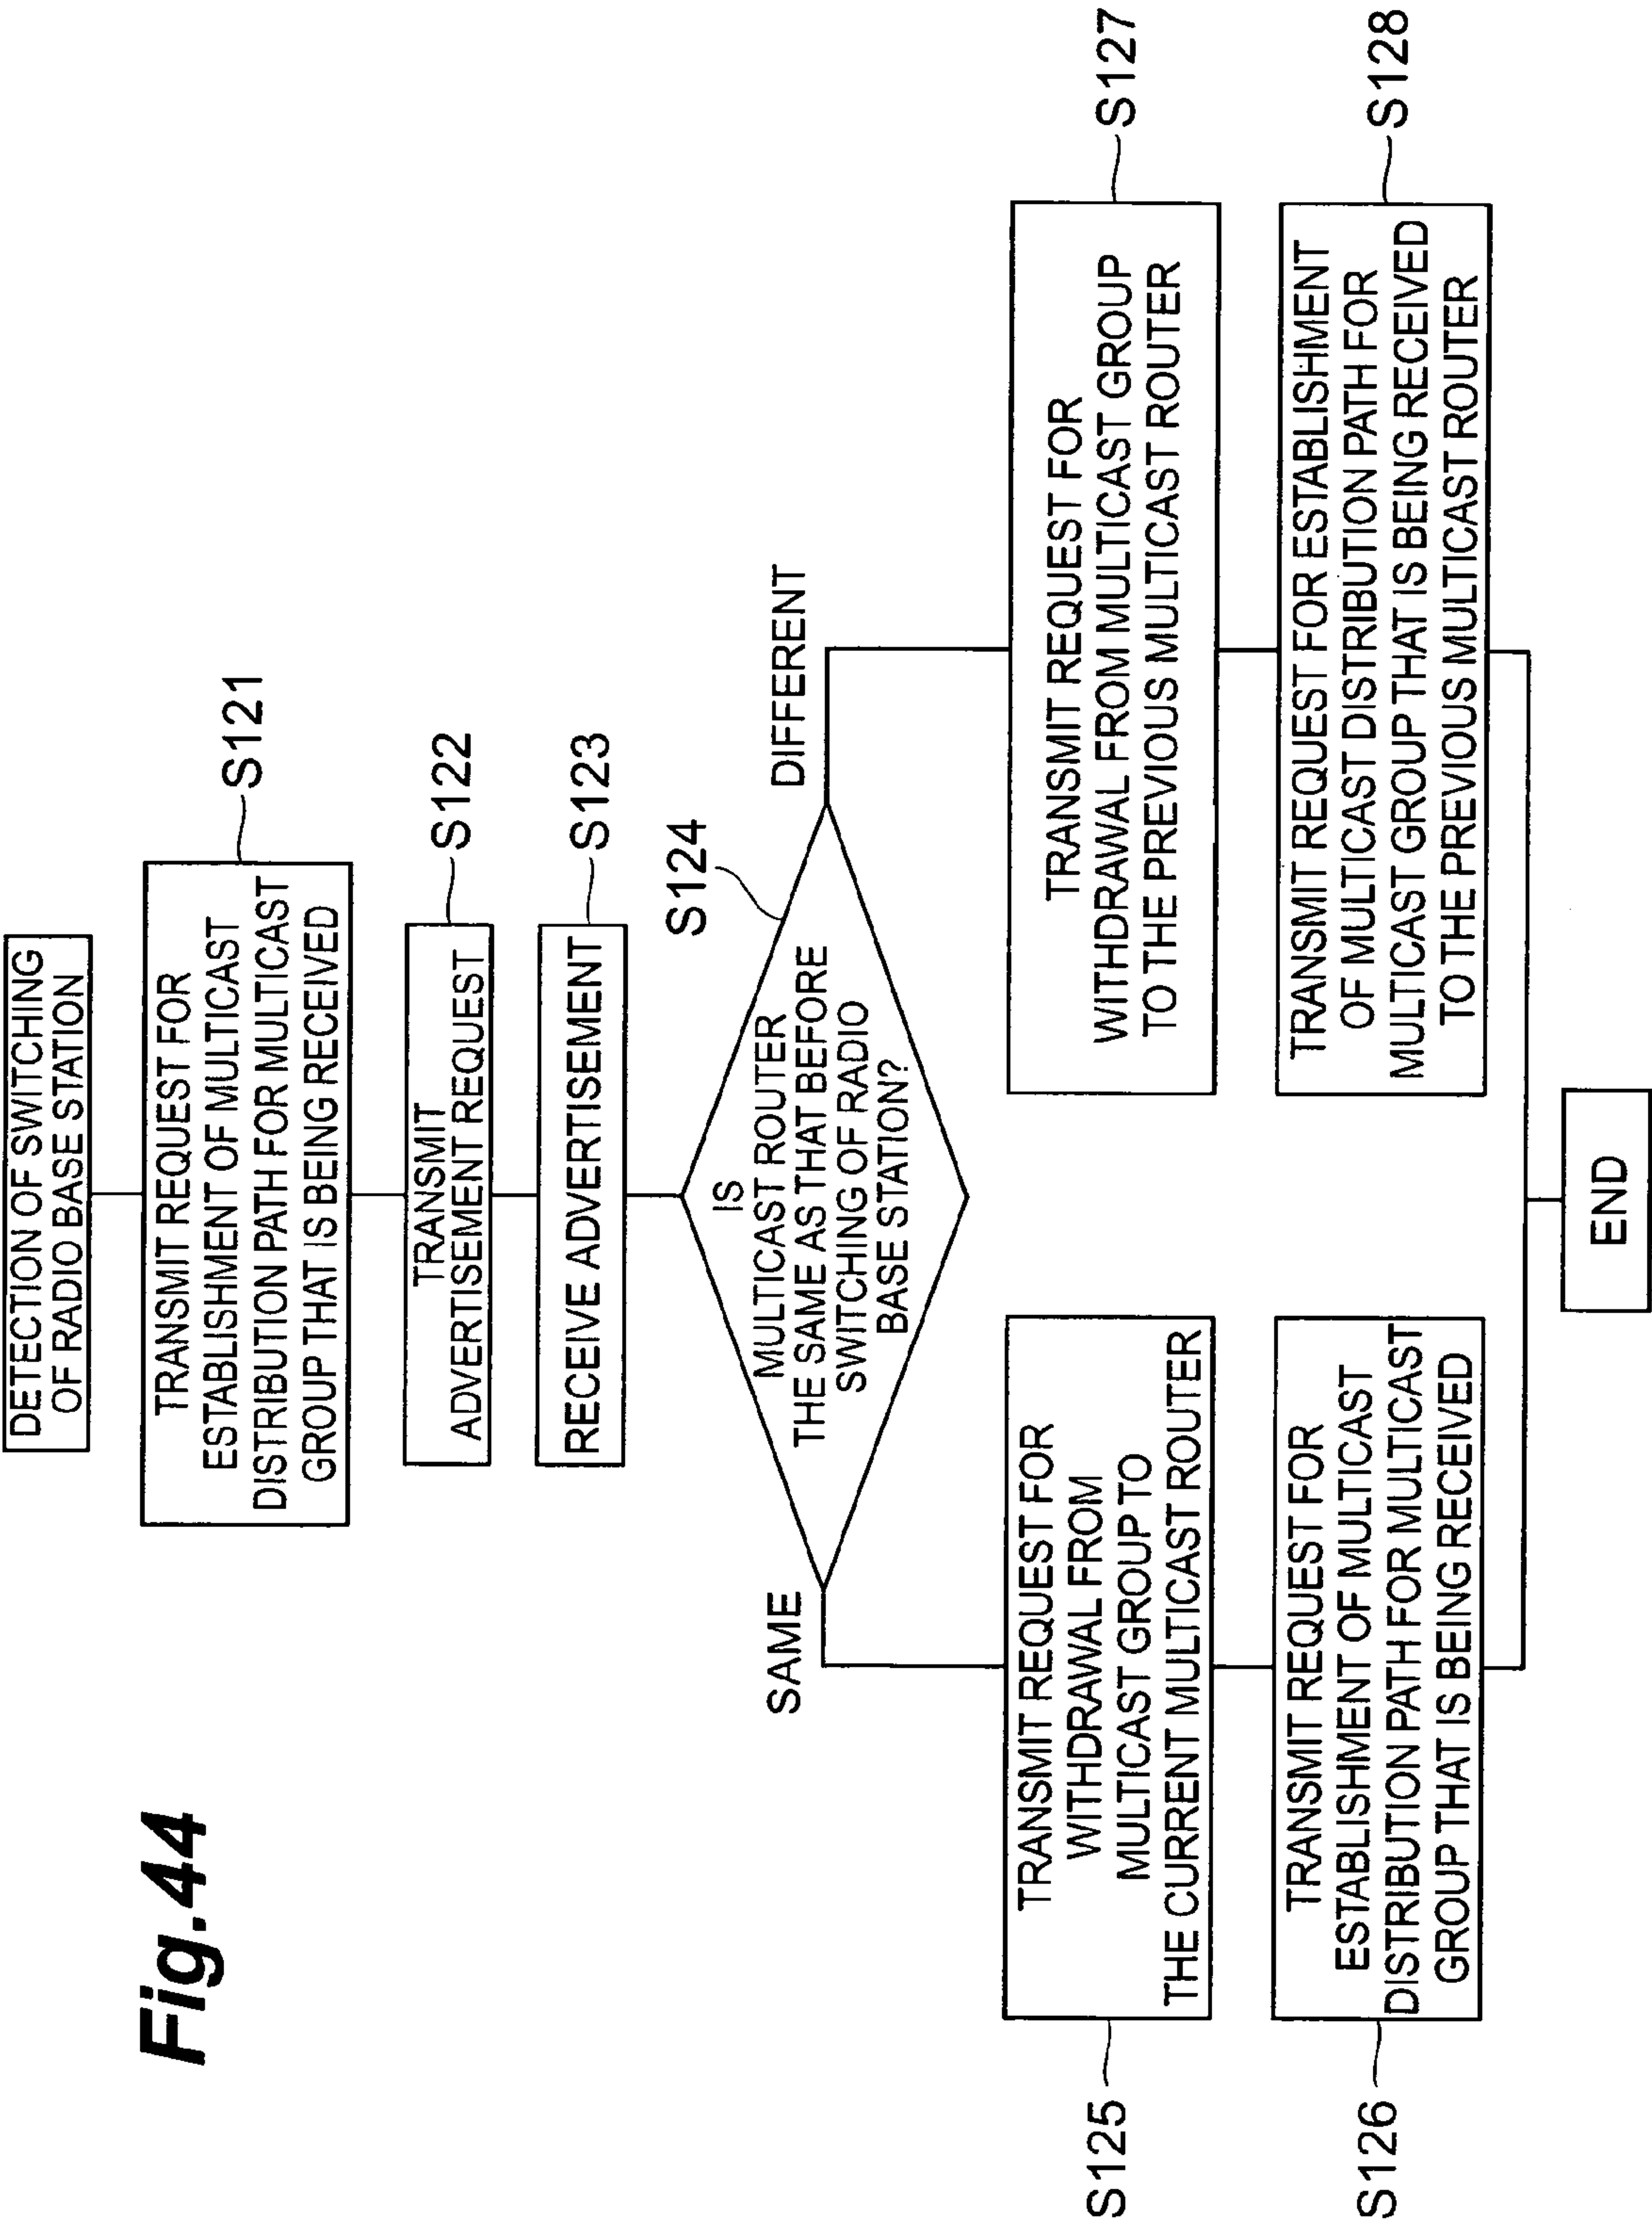 Fig.44
DETECTION OF SWITCHING
OF RADIO BASE STATION
TRANSMIT REQUEST FOR
ESTABLISHMENT OF MULTICAST
DISTRIBUTION PATH FOR MULTICAST
GROUP THAT IS BEING RECEIVED
S121
TRANSMIT
ADVERTISEMENT REQUEST
S122
RECEIVE ADVERTISEMENT
S123
S124
IS
MULTICAST ROUTER
THE SAME AS THAT BEFORE
SWITCHING OF RADIO
BASE STATION?
SAME
DIFFERENT
S125
TRANSMIT REQUEST FOR
WITHDRAWAL FROM
MULTICAST GROUP TO
THE CURRENT MULTICAST ROUTER
S126
TRANSMIT REQUEST FOR
ESTABLISHMENT OF MULTICAST
DISTRIBUTION PATH FOR MULTICAST
GROUP THAT IS BEING RECEIVED
TRANSMIT REQUEST FOR
WITHDRAWAL FROM MULTICAST GROUP
TO THE PREVIOUS MULTICAST ROUTER
S127
TRANSMIT REQUEST FOR ESTABLISHMENT
OF MULTICAST DISTRIBUTION PATH FOR
MULTICAST GROUP THAT IS BEING RECEIVED
TO THE PREVIOUS MULTICAST ROUTER
S128
END